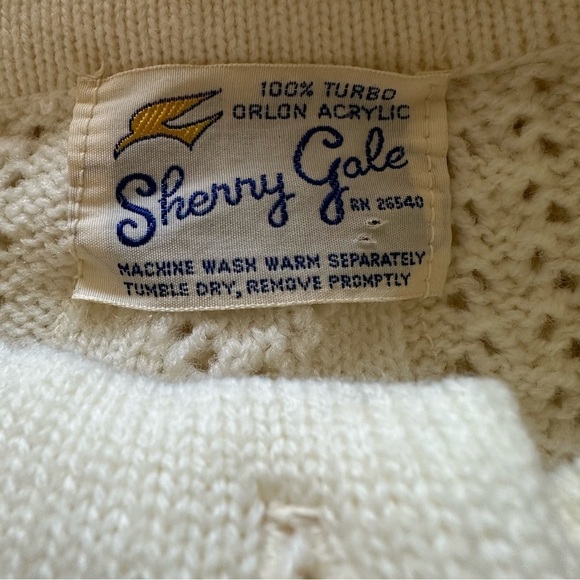 100% TURBO
ORLON ACRYLIC
Sherry Gale
RN 26540
MACHINE WASH WARM SEPARATELY
TUMBLE DRY, REMOVE PROMPTLY